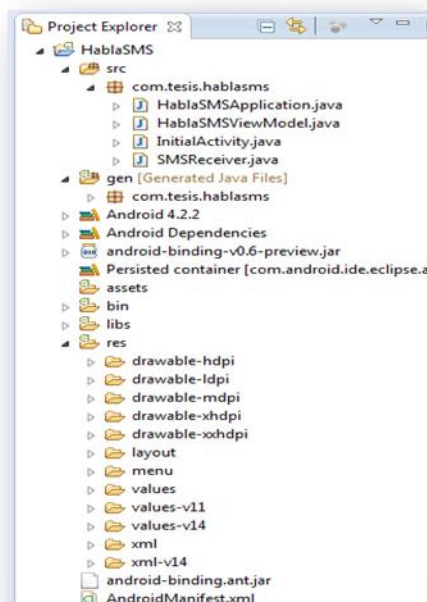 Project Explorer
HablaSMS
src
com.tesis.hablasms
HablaSMSApplication.java
HablaSMSViewModel.java
InitialActivity.java
SMSReceiver.java
gen [Generated Java Files]
com.tesis.hablasms
Android 4.2.2
Android Dependencies
android-binding-v0.6-preview.jar
Persisted container [com.android.ide.eclipse.a
assets
bin
libs
res
drawable-hdpi
drawable-ldpi
drawable-mdpi
drawable-xhdpi
drawable-xxhdpi
layout
menu
values
values-v11
values-v14
xml
xml-v14
android-binding.ant.jar
AndroidManifest.xml